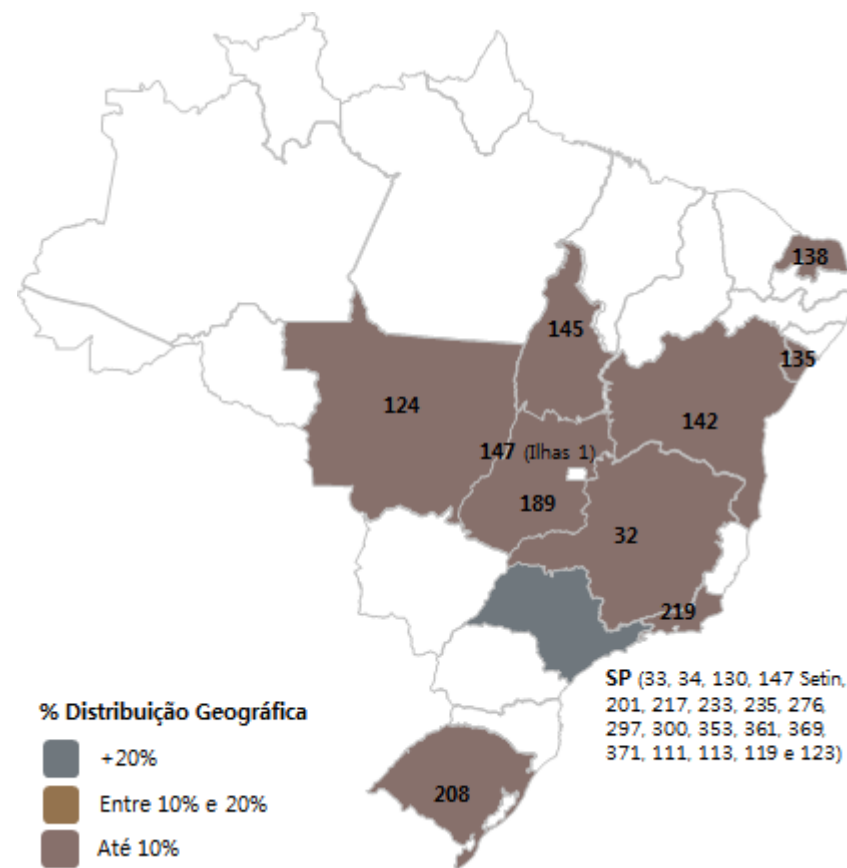 138
145
135
124
142
147 (Ilhas 1)
189
32
219
SP (33, 34, 130, 147 Setin,
201, 217, 233, 235, 276,
297, 300, 353, 361, 369,
371, 111, 113, 119 e 123)
% Distribuição Geográfica
+20%
Entre 10% e 20%
Até 10%
208